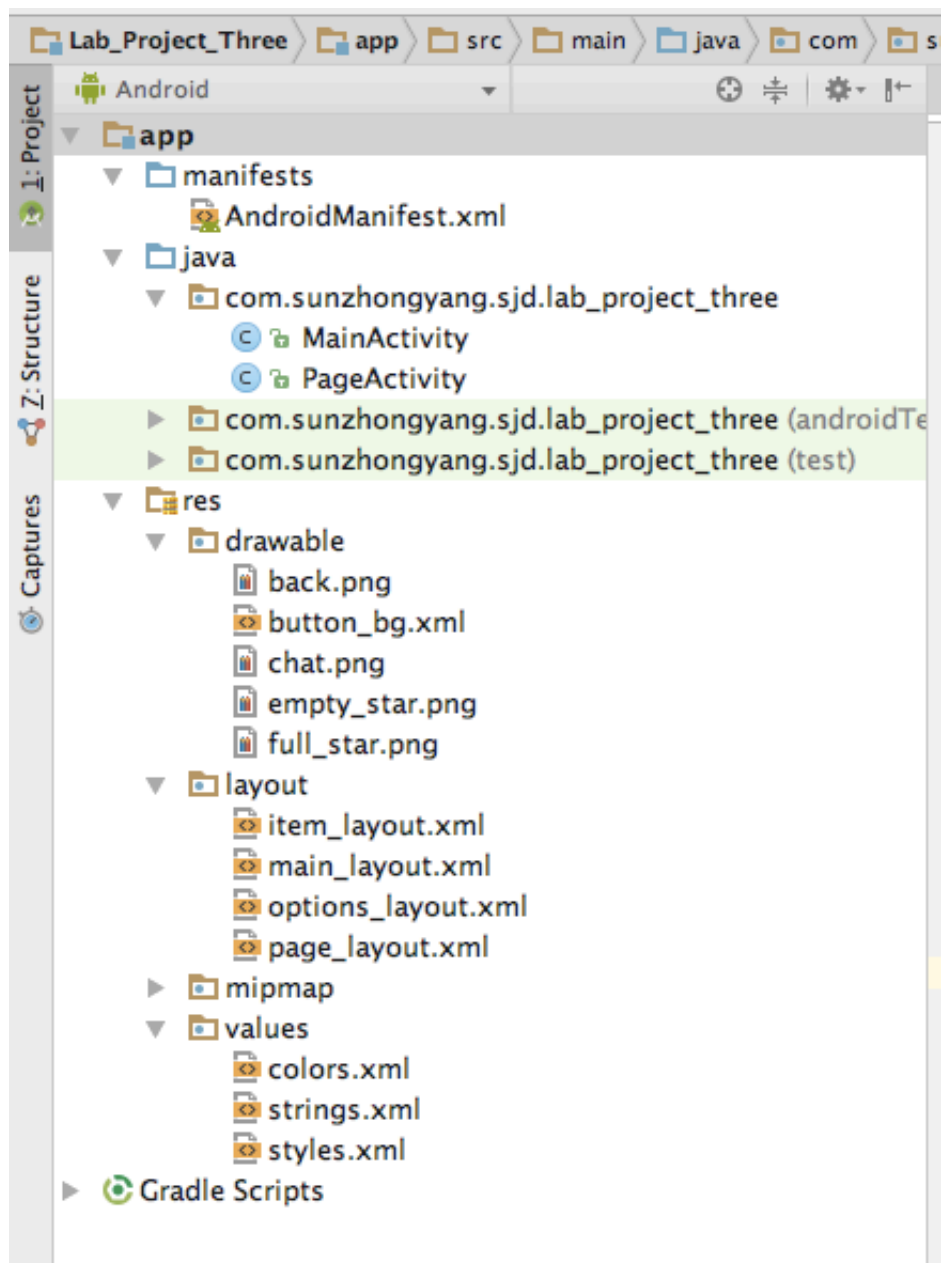 Lab_Project_Three app src main java com s
Android
1: Project
Z: Structure
Captures
app
manifests
AndroidManifest.xml
java
com.sunzhongyang.sjd.lab_project_three
MainActivity
PageActivity
com.sunzhongyang.sjd.lab_project_three (androidTe
com.sunzhongyang.sjd.lab_project_three (test)
res
drawable
back.png
button_bg.xml
chat.png
empty_star.png
full_star.png
layout
item_layout.xml
main_layout.xml
options_layout.xml
page_layout.xml
mipmap
values
colors.xml
strings.xml
styles.xml
Gradle Scripts